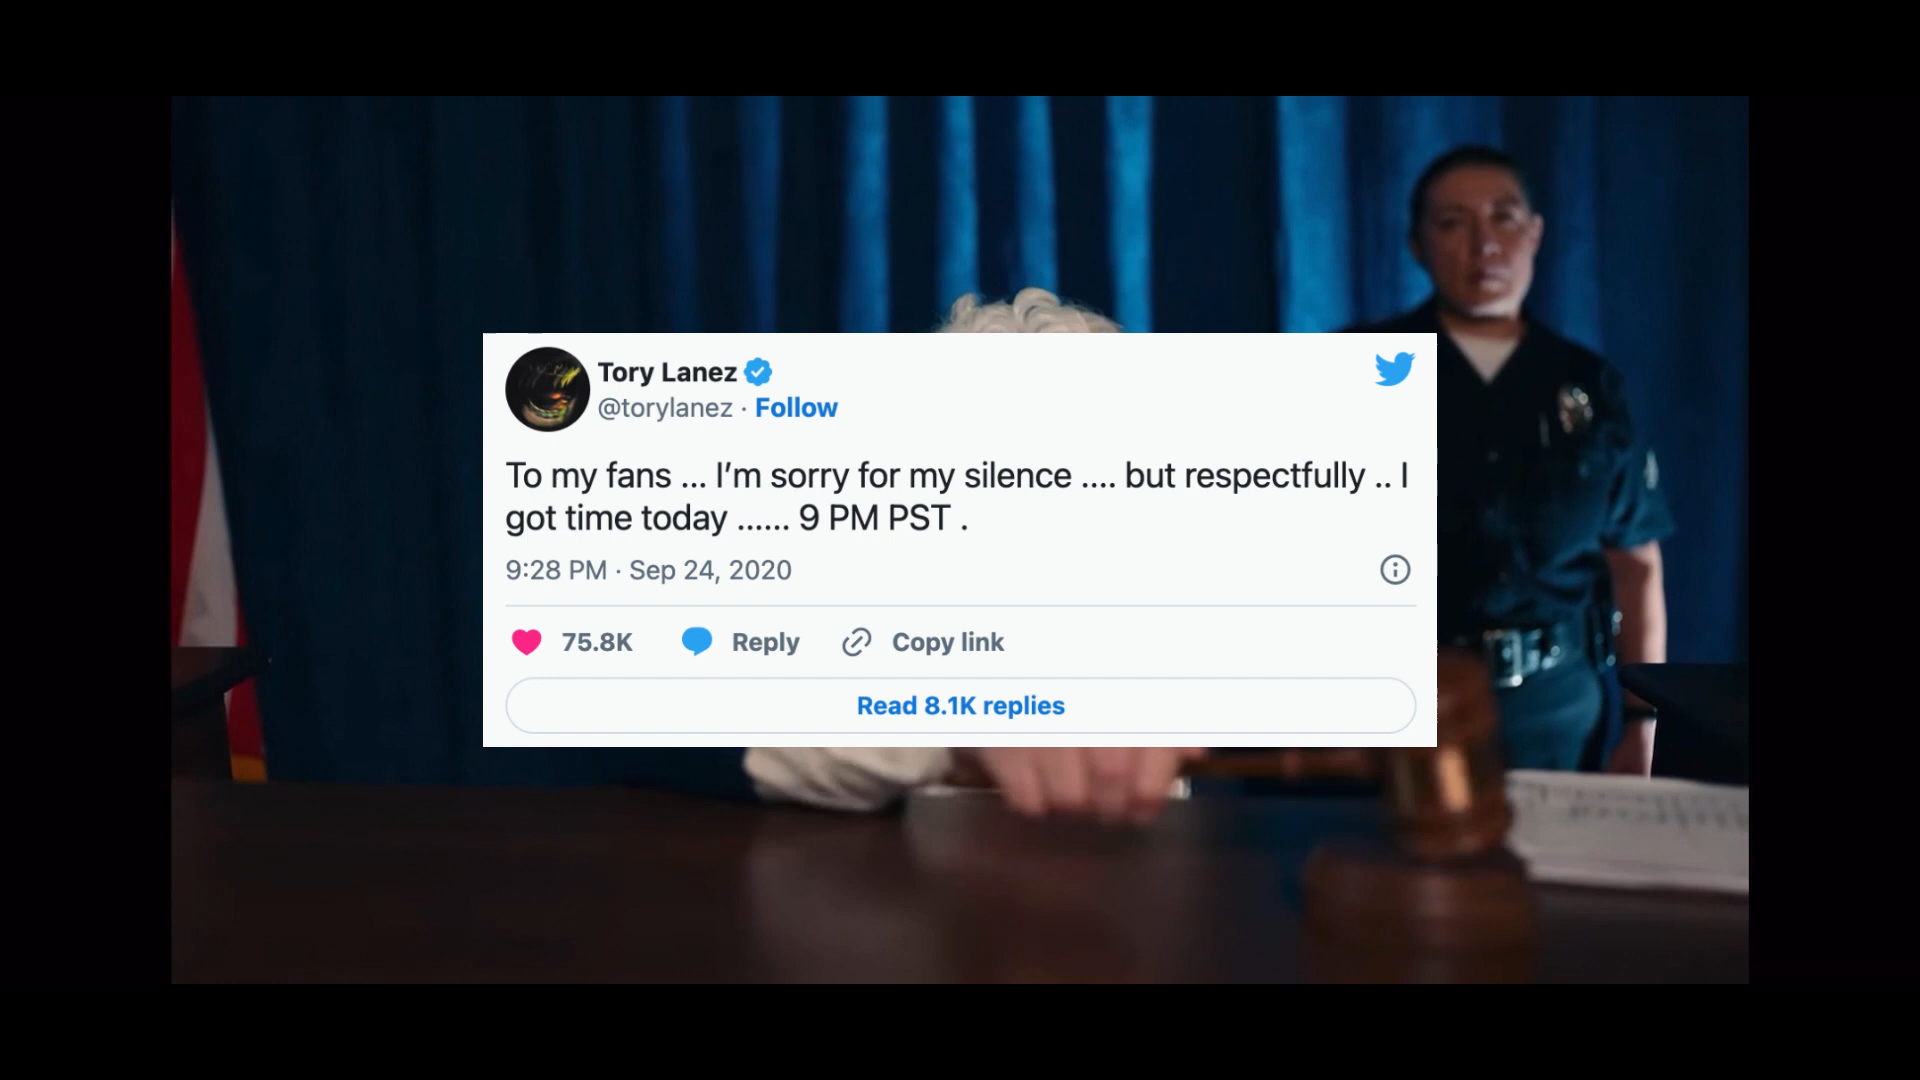 Tory Lanez
@torylanez · Follow
To my fans ... I’m sorry for my silence .... but respectfully .. I
got time today ...... 9 PM PST .
9:28 PM · Sep 24, 2020
75.8K Reply Copy link
Read 8.1K replies